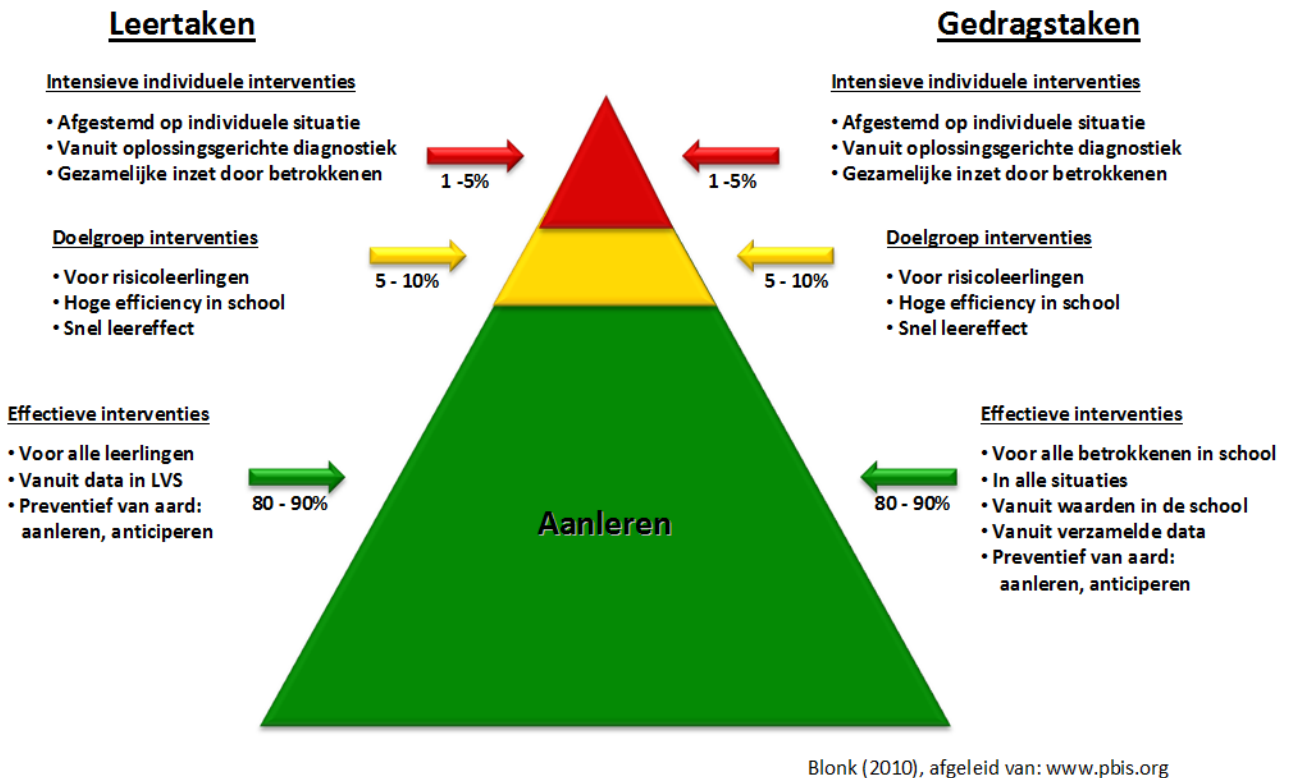 Leertaken
Intensieve individuele interventies
• Afgestemd op individuele situatie
• Vanuit oplossingsgerichte diagnostiek
• Gezamelijke inzet door betrokkenen
1 -5%
Doelgroep interventies
• Voor risicoleerlingen
• Hoge efficiency in school
• Snel leereffect
5 - 10%
Effectieve interventies
• Voor alle leerlingen
• Vanuit data in LVS
• Preventief van aard:
aanleren, anticiperen
80 - 90%
Aanleren
Gedragstaken
Intensieve individuele interventies
• Afgestemd op individuele situatie
• Vanuit oplossingsgerichte diagnostiek
• Gezamelijke inzet door betrokkenen
1 -5%
Doelgroep interventies
• Voor risicoleerlingen
• Hoge efficiency in school
• Snel leereffect
5 - 10%
Effectieve interventies
• Voor alle betrokkenen in school
• In alle situaties
• Vanuit waarden in de school
• Vanuit verzamelde data
• Preventief van aard:
aanleren, anticiperen
80 - 90%
Blonk (2010), afgeleid van: www.pbis.org